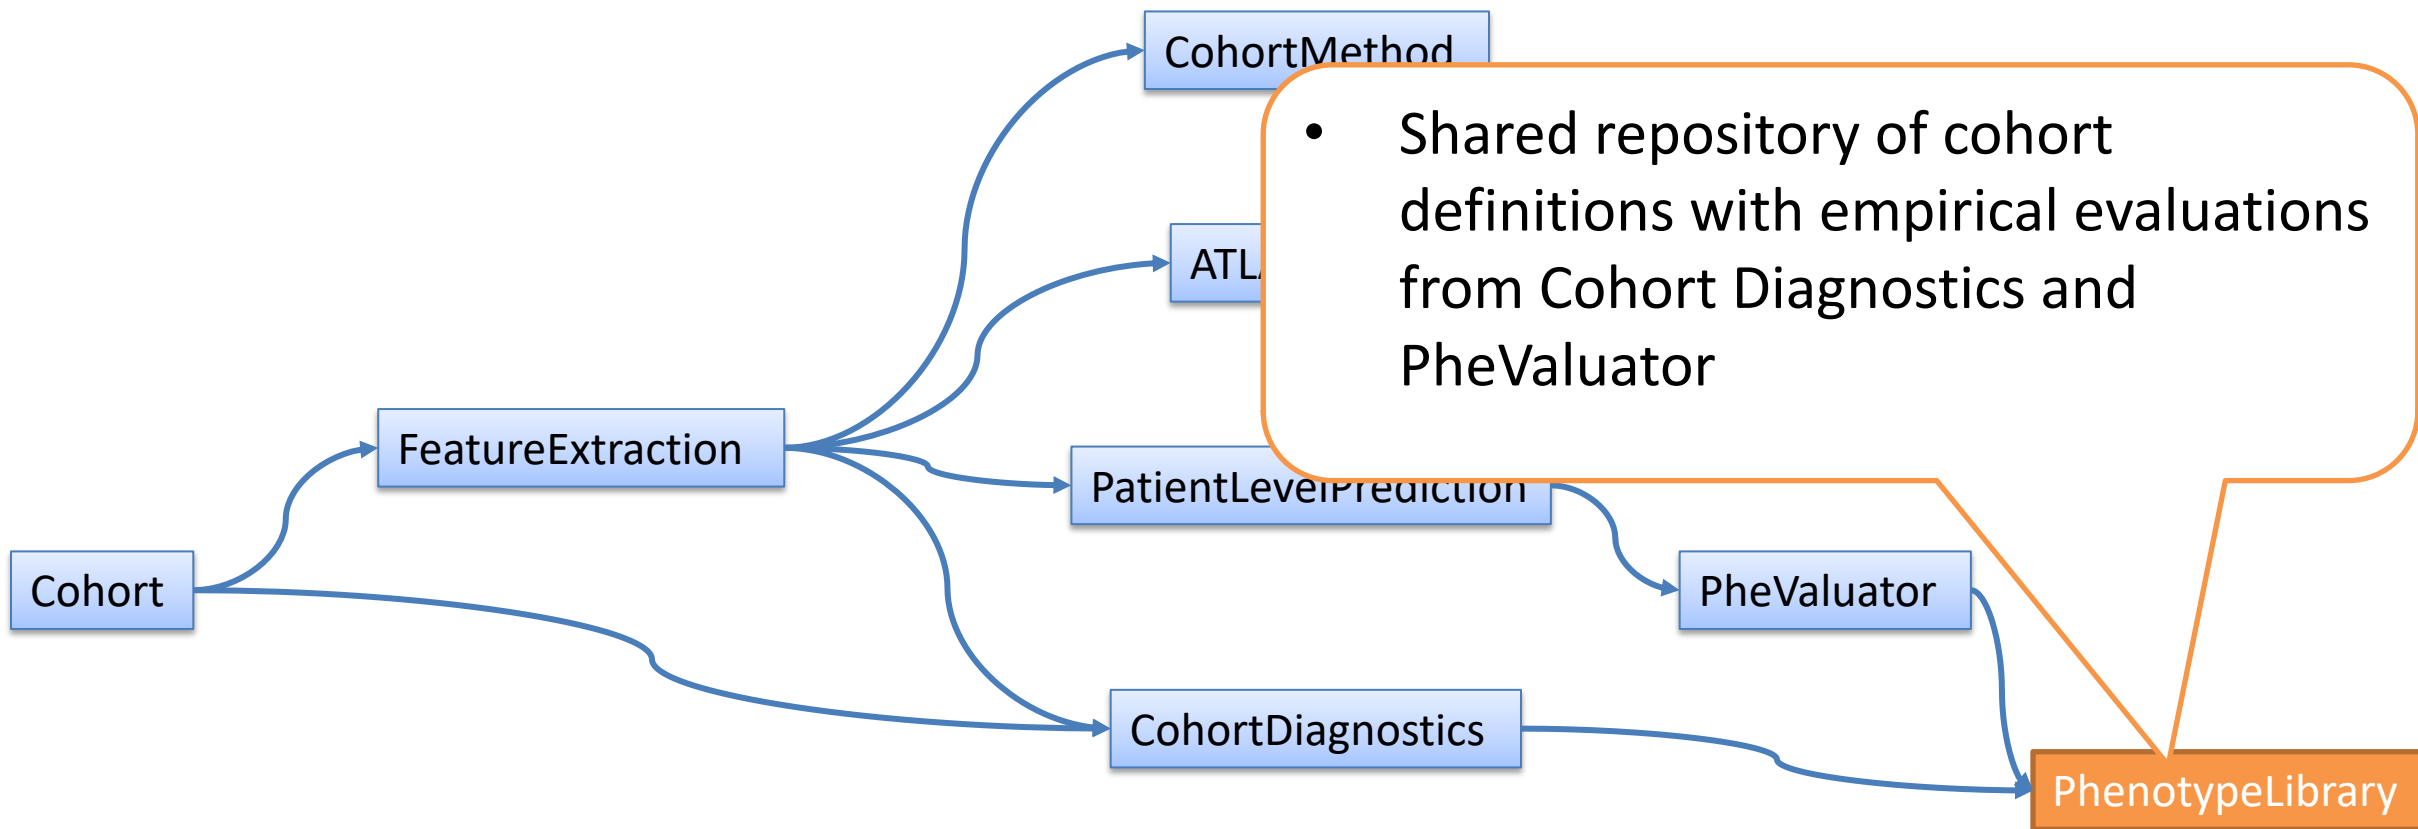 CohortMethod
• Shared repository of cohort
definitions with empirical evaluations
from Cohort Diagnostics and
PheValuator
FeatureExtraction
PatientLevelPrediction
Cohort
PheValuator
CohortDiagnostics
PhenotypeLibrary